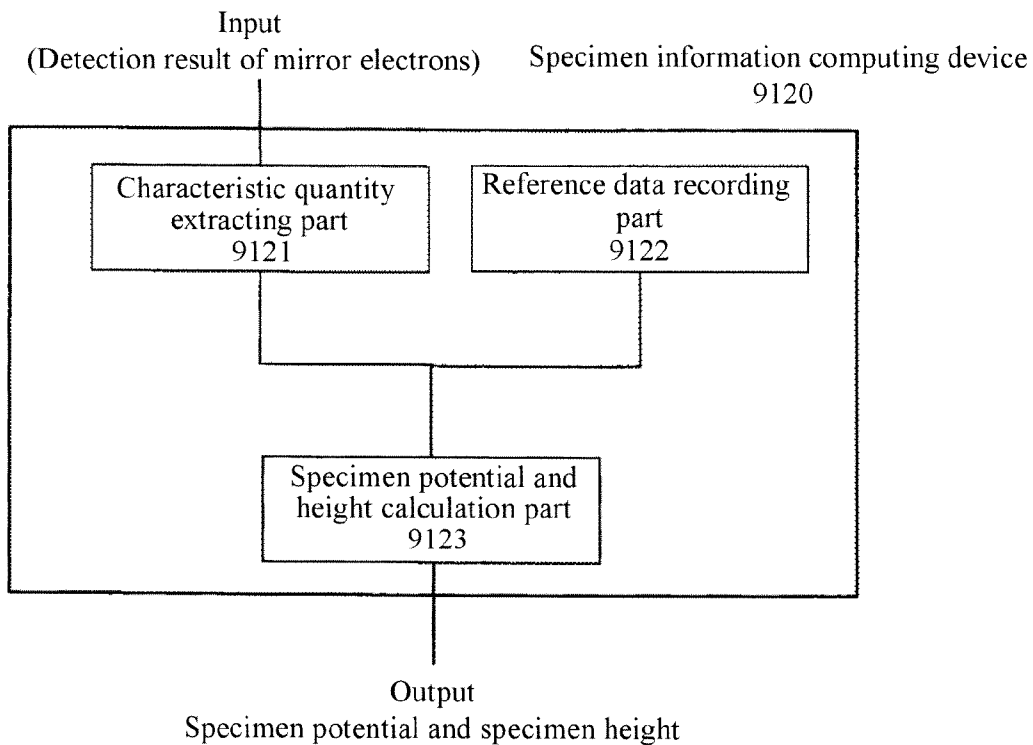 Input
(Detection result of mirror electrons)
Specimen information computing device
9120
Characteristic quantity
extracting part
9121
Reference data recording
part
9122
Specimen potential and
height calculation part
9123
Output
Specimen potential and specimen height